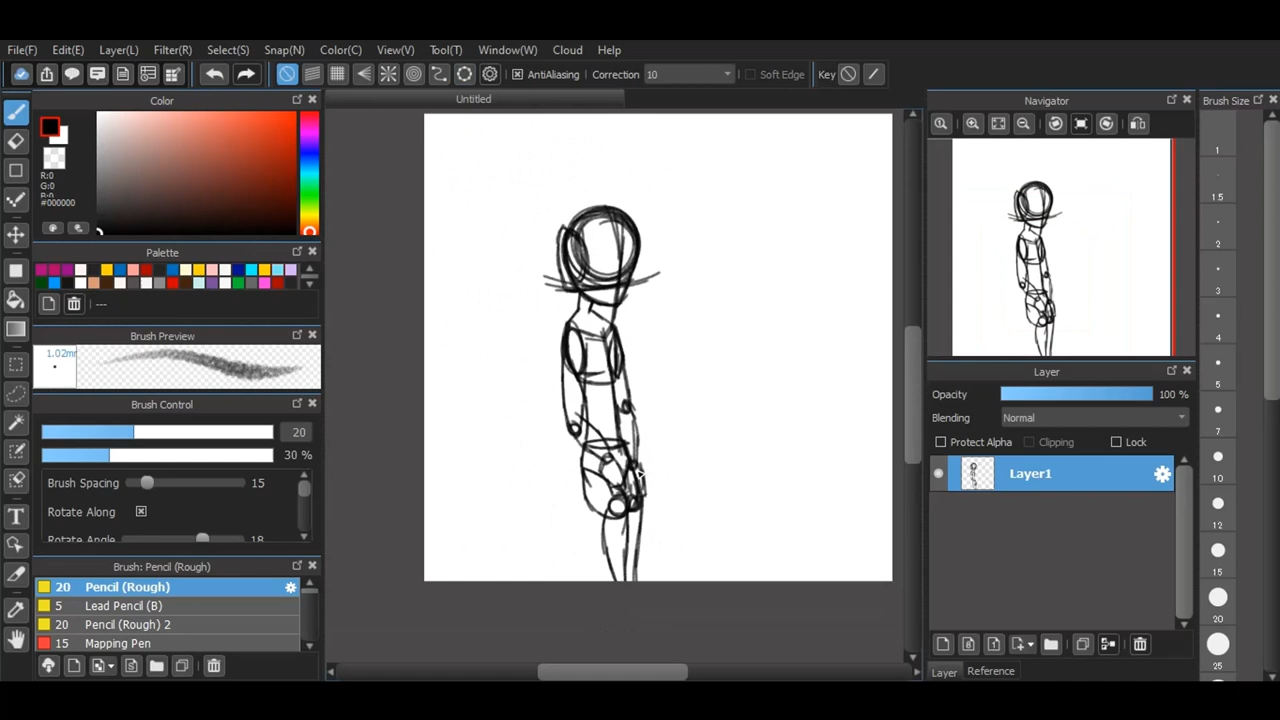 File(F) Edit(E) Layer(L) Filter(R) Select(S) Snap(N) Color(C) View(V) Tool(T) Window(W) Cloud Help
AntiAliasing Correction 10 Soft Edge Key
Color
Untitled
Navigator
Brush Size
R:0
G:0
B:0
#000000
Palette
---
Brush Preview
1.02mm
Brush Control
20
30 %
Brush Spacing 15
Rotate Along
Rotate Angle 18
Brush: Pencil (Rough)
20 Pencil (Rough)
5 Lead Pencil (B)
20 Pencil (Rough) 2
15 Mapping Pen
Layer
Opacity 100 %
Blending Normal
Protect Alpha Clipping Lock
Layer1
Layer Reference
1
1.5
2
3
4
5
7
10
12
15
20
25